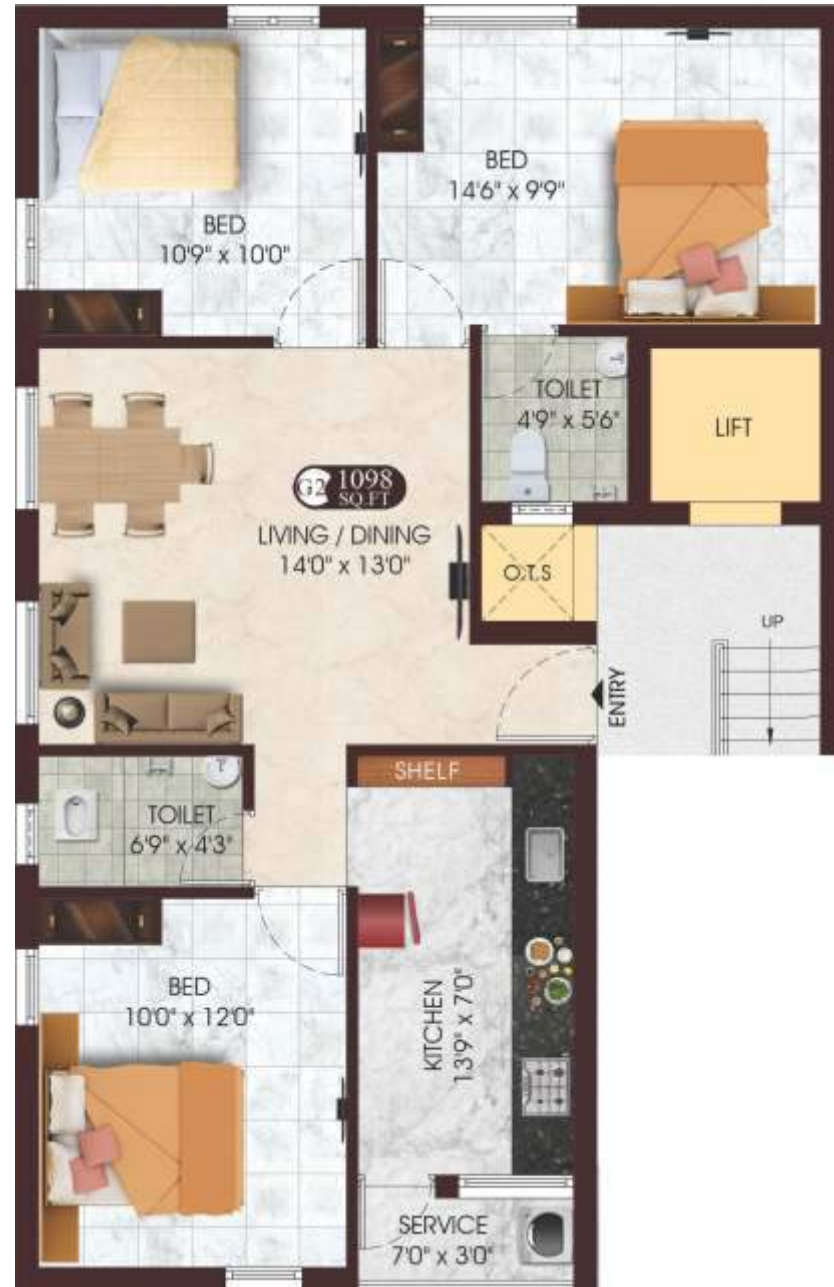 BED
10'9" x 10'0"
BED
14'6" x 9'9"
TOILET
4'9" x 5'6"
LIFT
G2 1098
SQ.FT
LIVING / DINING
14'0" x 13'0"
O.T.S
UP
ENTRY
SHELF
TOILET
6'9" x 4'3"
BED
10'0" x 12'0"
KITCHEN
13'9" x 7'0"
SERVICE
7'0" x 3'0"